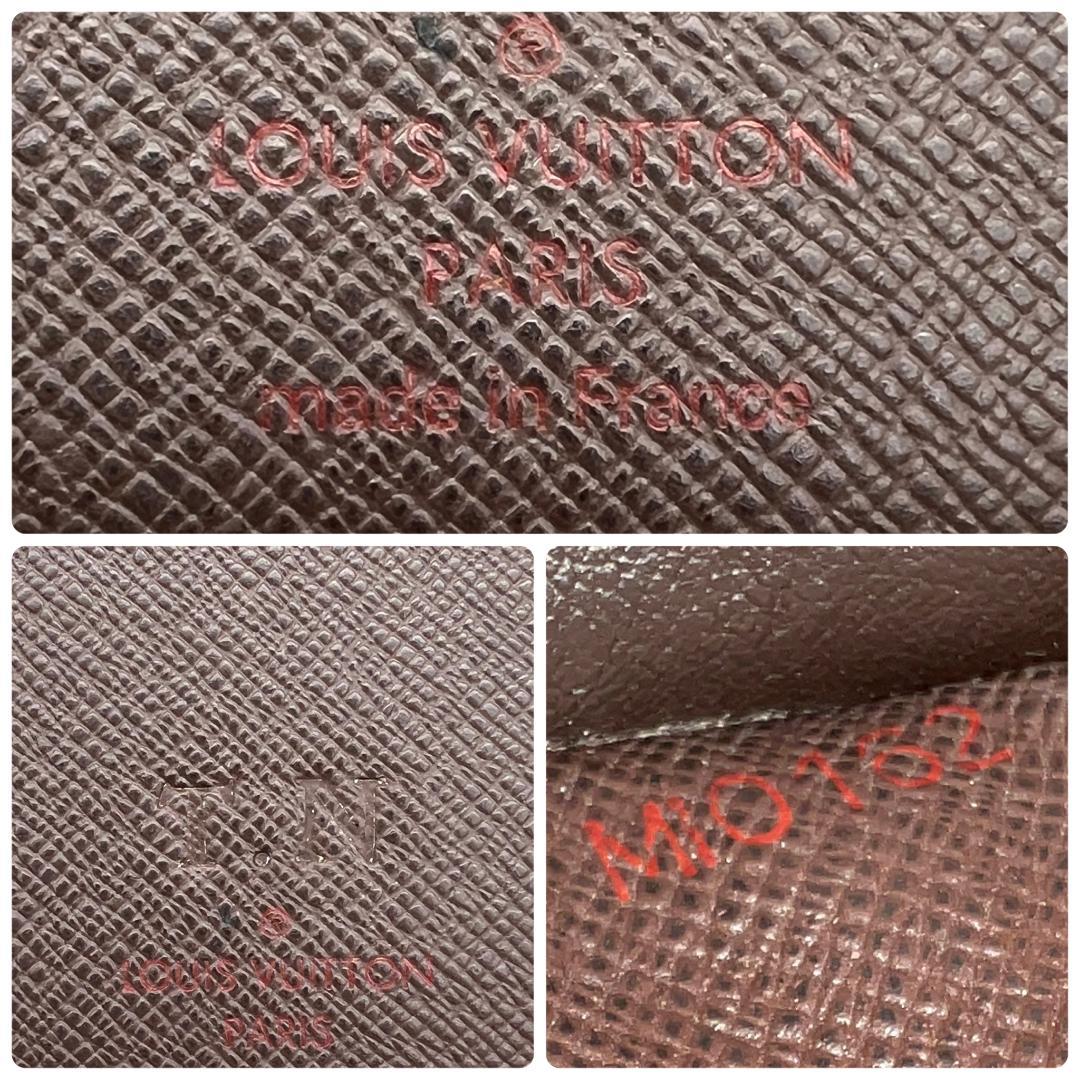 ®
LOUIS VUITTON
PARIS
made in France
T.N
®
LOUIS VUITTON
PARIS
MI0162